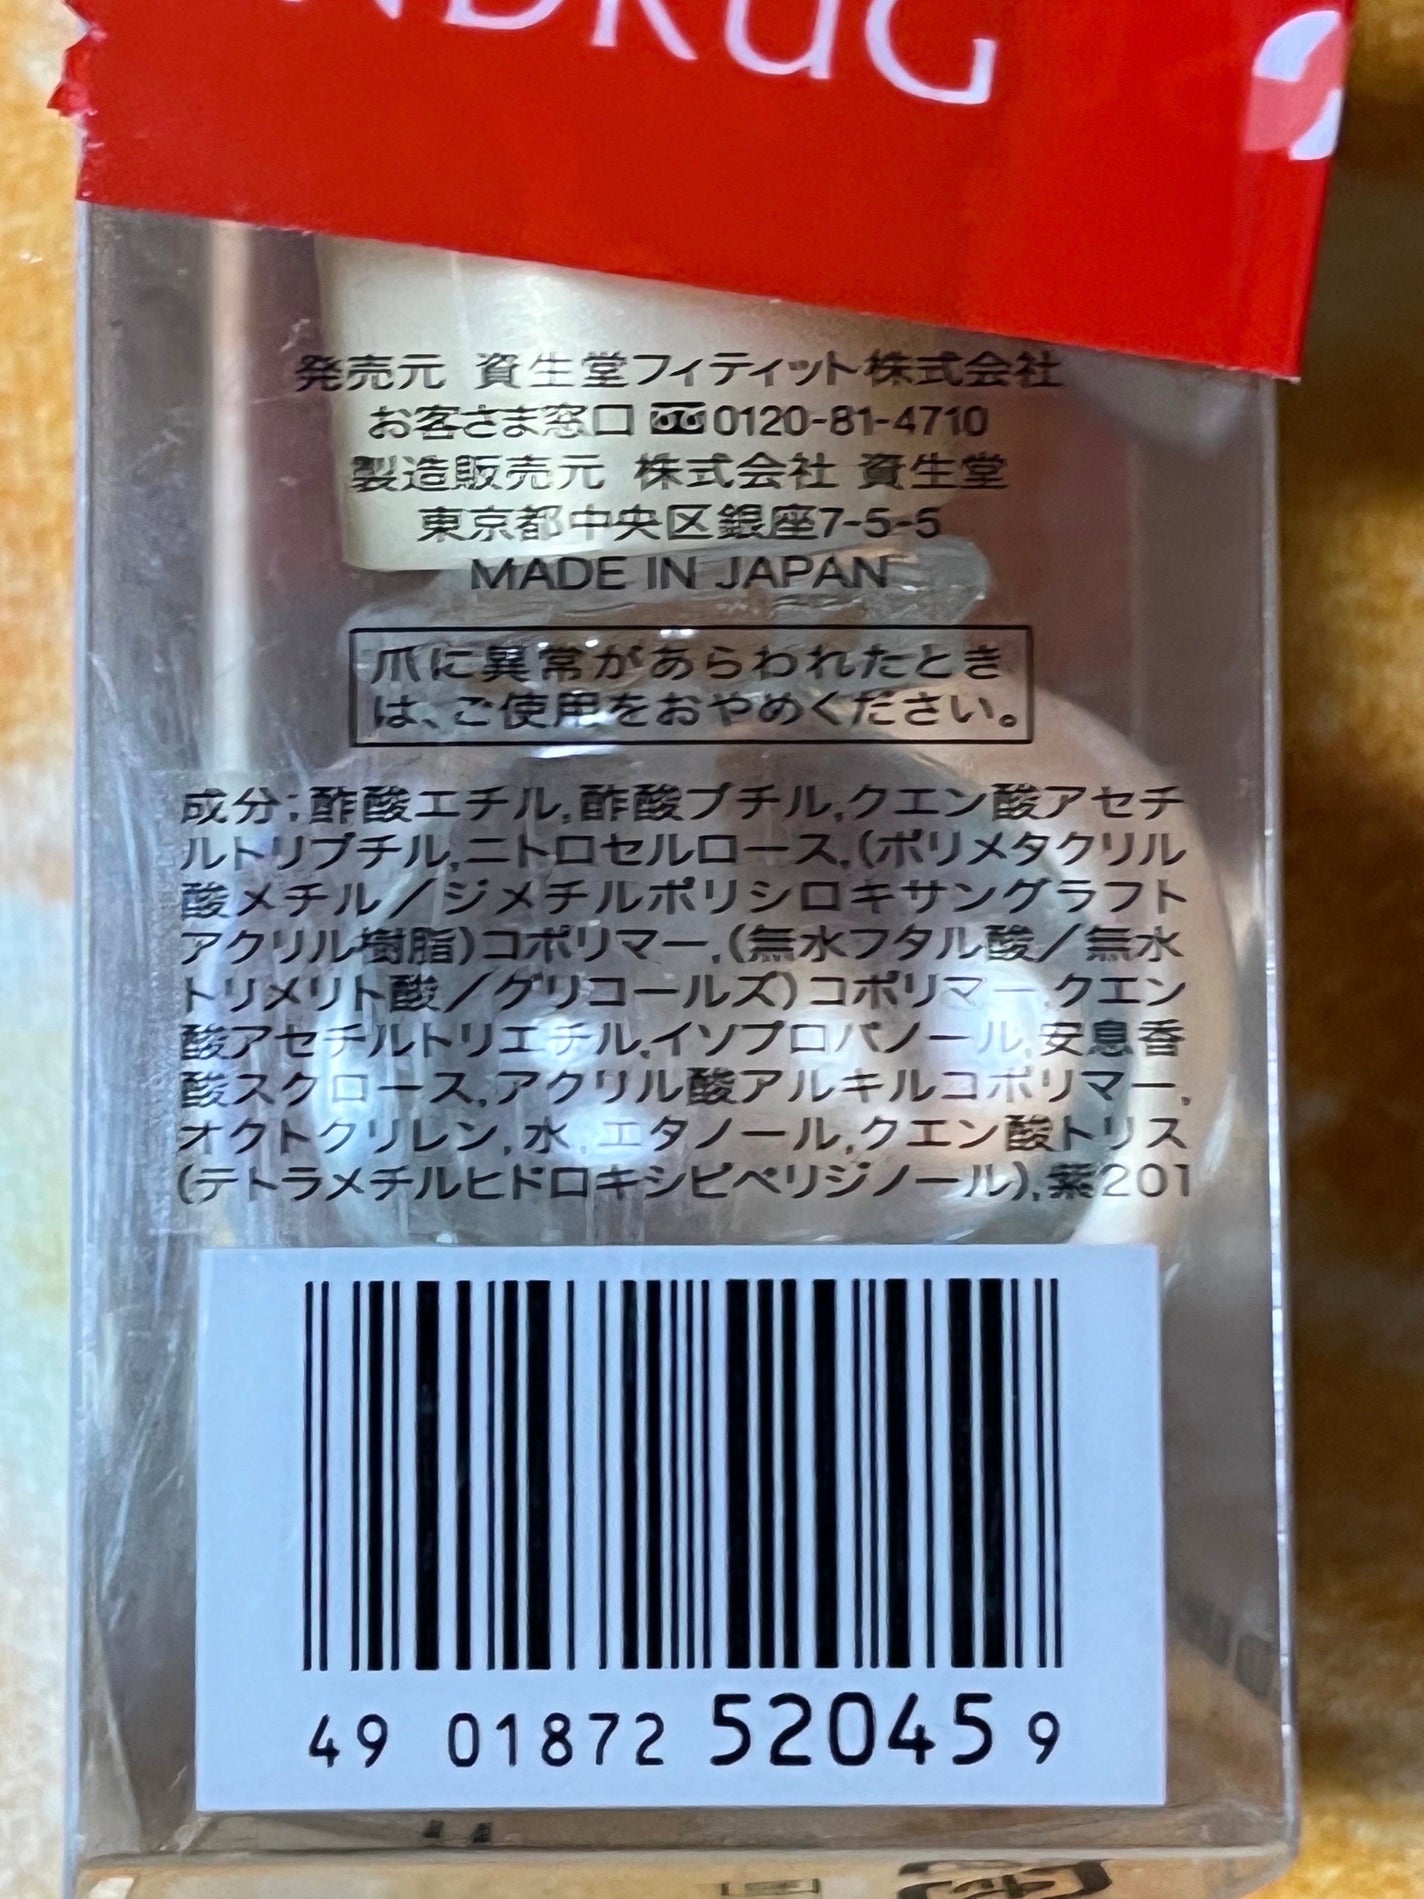 NDRUG
発売元 資生堂フィティット株式会社
お客さま窓口 0120-81-4710
製造販売元 株式会社 資生堂
東京都中央区銀座7-5-5
MADE IN JAPAN
爪に異常があらわれたとき
は、ご使用をおやめください。
成分:酢酸エチル,酢酸ブチル,クエン酸アセチ
ルトリブチル,ニトロセルロース,(ポリメタクリル
酸メチル/ジメチルポリシロキサングラフト
アクリル樹脂)コポリマー,(無水フタル酸/無水
トリメリト酸/グリコールズ)コポリマー,クエン
酸アセチルトリエチル,イソプロパノール,安息香
酸スクロース,アクリル酸アルキルコポリマー,
オクトクリレン,水,エタノール,クエン酸トリス
(テトラメチルヒドロキシピペリジノール),紫201
49 01872 52045 9